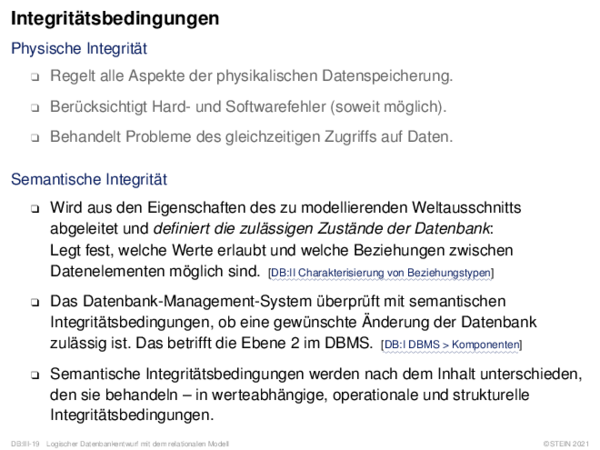 Integritätsbedingungen
Physische Integrität
❑ Regelt alle Aspekte der physikalischen Datenspeicherung.
❑ Berücksichtigt Hard- und Softwarefehler (soweit möglich).
❑ Behandelt Probleme des gleichzeitigen Zugriffs auf Daten.
Semantische Integrität
❑ Wird aus den Eigenschaften des zu modellierenden Weltausschnitts
abgeleitet und definiert die zulässigen Zustände der Datenbank:
Legt fest, welche Werte erlaubt und welche Beziehungen zwischen
Datenelementen möglich sind. [DB:II Charakterisierung von Beziehungstypen]
❑ Das Datenbank-Management-System überprüft mit semantischen
Integritätsbedingungen, ob eine gewünschte Änderung der Datenbank
zulässig ist. Das betrifft die Ebene 2 im DBMS. [DB:I DBMS > Komponenten]
❑ Semantische Integritätsbedingungen werden nach dem Inhalt unterschieden,
den sie behandeln – in werteabhängige, operationale und strukturelle
Integritätsbedingungen.
DB:III-19 Logischer Datenbankentwurf mit dem relationalen Modell ©STEIN 2021